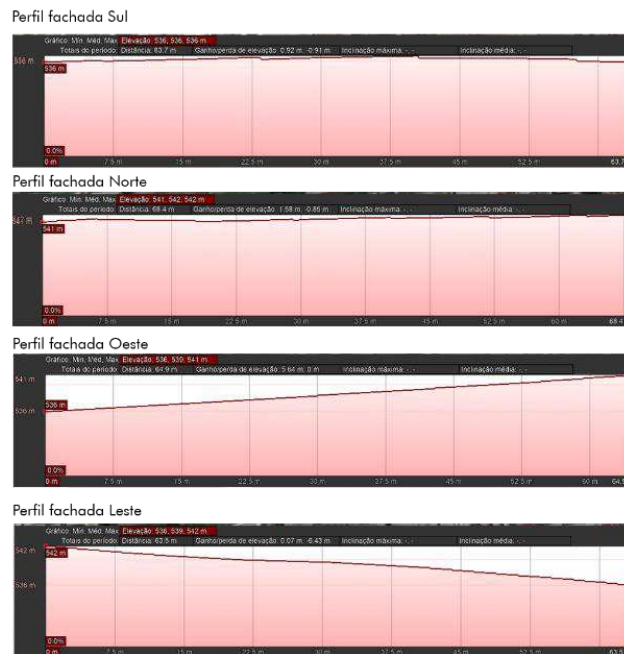 Perfil fachada Sul
Gráfico: Mín, Méd, Máx Elevação: 536, 536, 536 m
Totais do período: Distância: 63.7 m Ganho/perda de elevação: 0.92 m, -0.91 m Inclinação máxima: -, - Inclinação média: -, -
536 m
536 m
0.0%
0 m 7.5 m 15 m 22.5 m 30 m 37.5 m 45 m 52.5 m 63.7
Perfil fachada Norte
Gráfico: Mín, Méd, Máx Elevação: 541, 542, 542 m
Totais do período: Distância: 68.4 m Ganho/perda de elevação: 1.58 m, -0.85 m Inclinação máxima: -, - Inclinação média: -, -
541 m
0.0%
0 m 7.5 m 15 m 22.5 m 30 m 37.5 m 45 m 52.5 m 60 m 68.4
Perfil fachada Oeste
Gráfico: Mín, Méd, Máx Elevação: 536, 539, 541 m
Totais do período: Distância: 64.9 m Ganho/perda de elevação: 5.64 m, 0 m Inclinação máxima: -, - Inclinação média: -, -
541 m
536 m
536 m
0.0%
0 m 7.5 m 15 m 22.5 m 30 m 37.5 m 45 m 52.5 m 60 m 64.9
Perfil fachada Leste
Gráfico: Mín, Méd, Máx Elevação: 536, 539, 542 m
Totais do período: Distância: 63.5 m Ganho/perda de elevação: 0.07 m, -6.43 m Inclinação máxima: -, - Inclinação média: -, -
542 m
542 m
536 m
0.0%
0 m 7.5 m 15 m 22.5 m 30 m 37.5 m 45 m 52.5 m 63.5